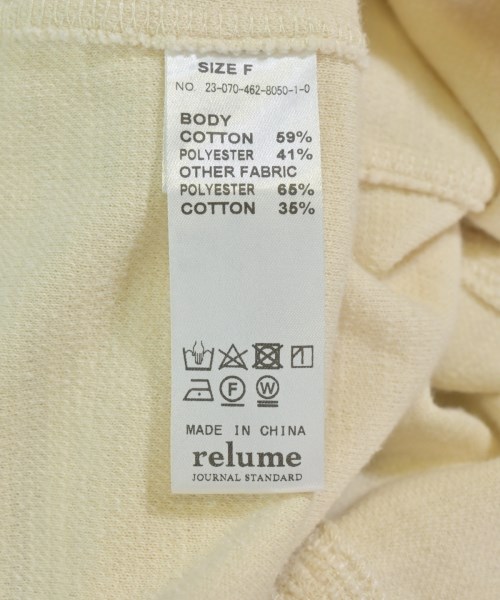 SIZE F
NO. 23-070-462-8050-1-0
BODY
COTTON 59%
POLYESTER 41%
OTHER FABRIC
POLYESTER 65%
COTTON 35%
F W
MADE IN CHINA
relume
JOURNAL STANDARD